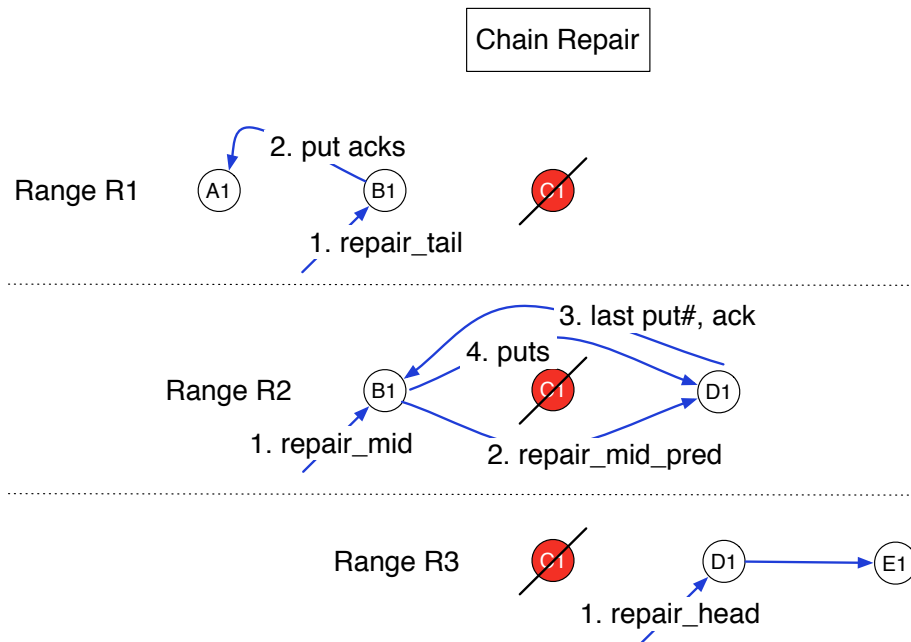 Chain Repair
2. put acks
Range R1
A1
B1
C1
1. repair_tail
3. last put#, ack
4. puts
Range R2
B1
C1
D1
1. repair_mid
2. repair_mid_pred
Range R3
C1
D1
E1
1. repair_head